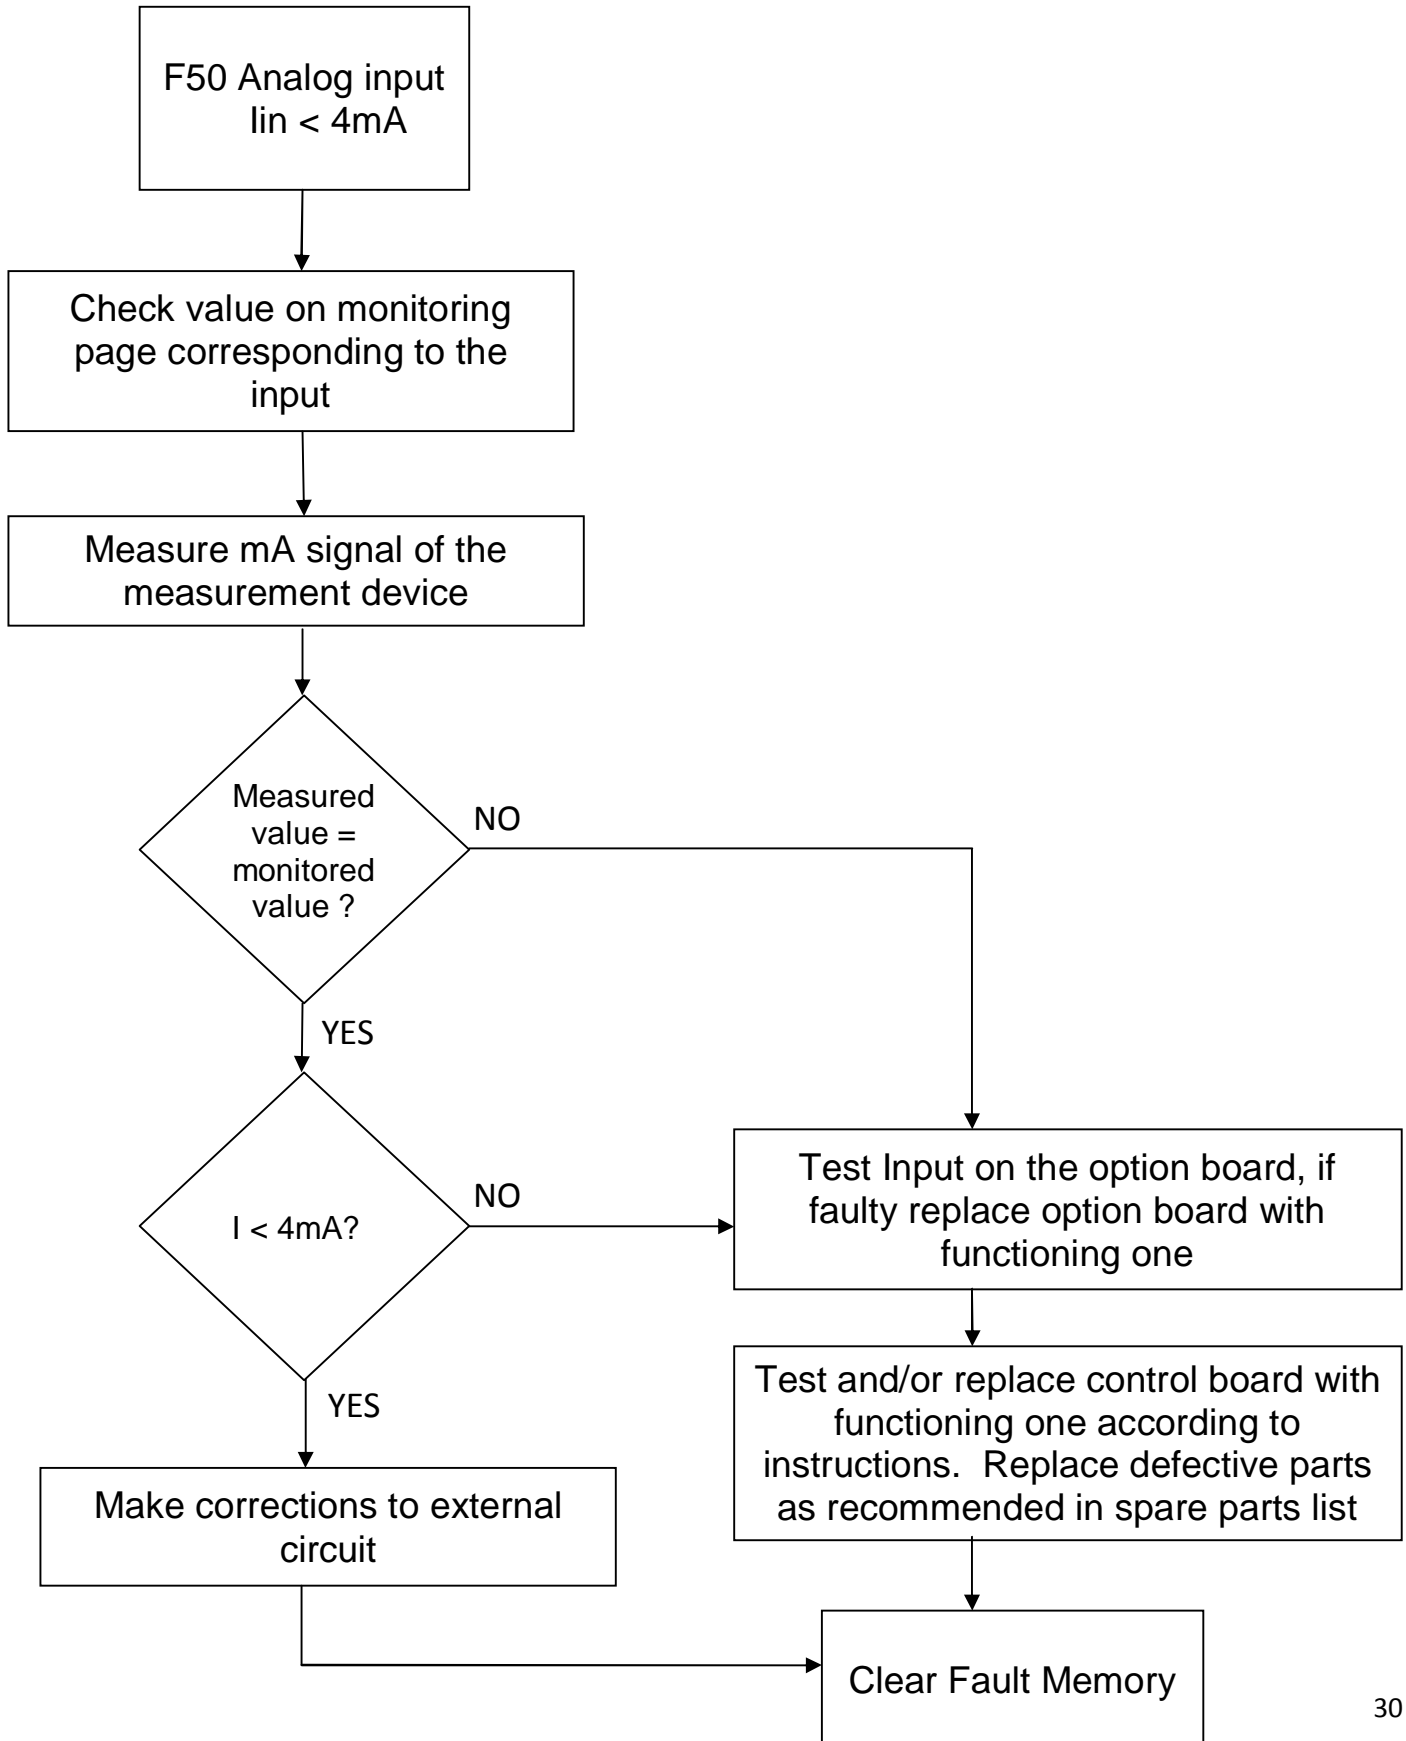 F50 Analog input
Iin < 4mA
Check value on monitoring
page corresponding to the
input
Measure mA signal of the
measurement device
Measured
value =
monitored
value ?
NO
YES
I < 4mA?
NO
YES
Test Input on the option board, if
faulty replace option board with
functioning one
Test and/or replace control board with
functioning one according to
instructions.  Replace defective parts
as recommended in spare parts list
Make corrections to external
circuit
Clear Fault Memory
30